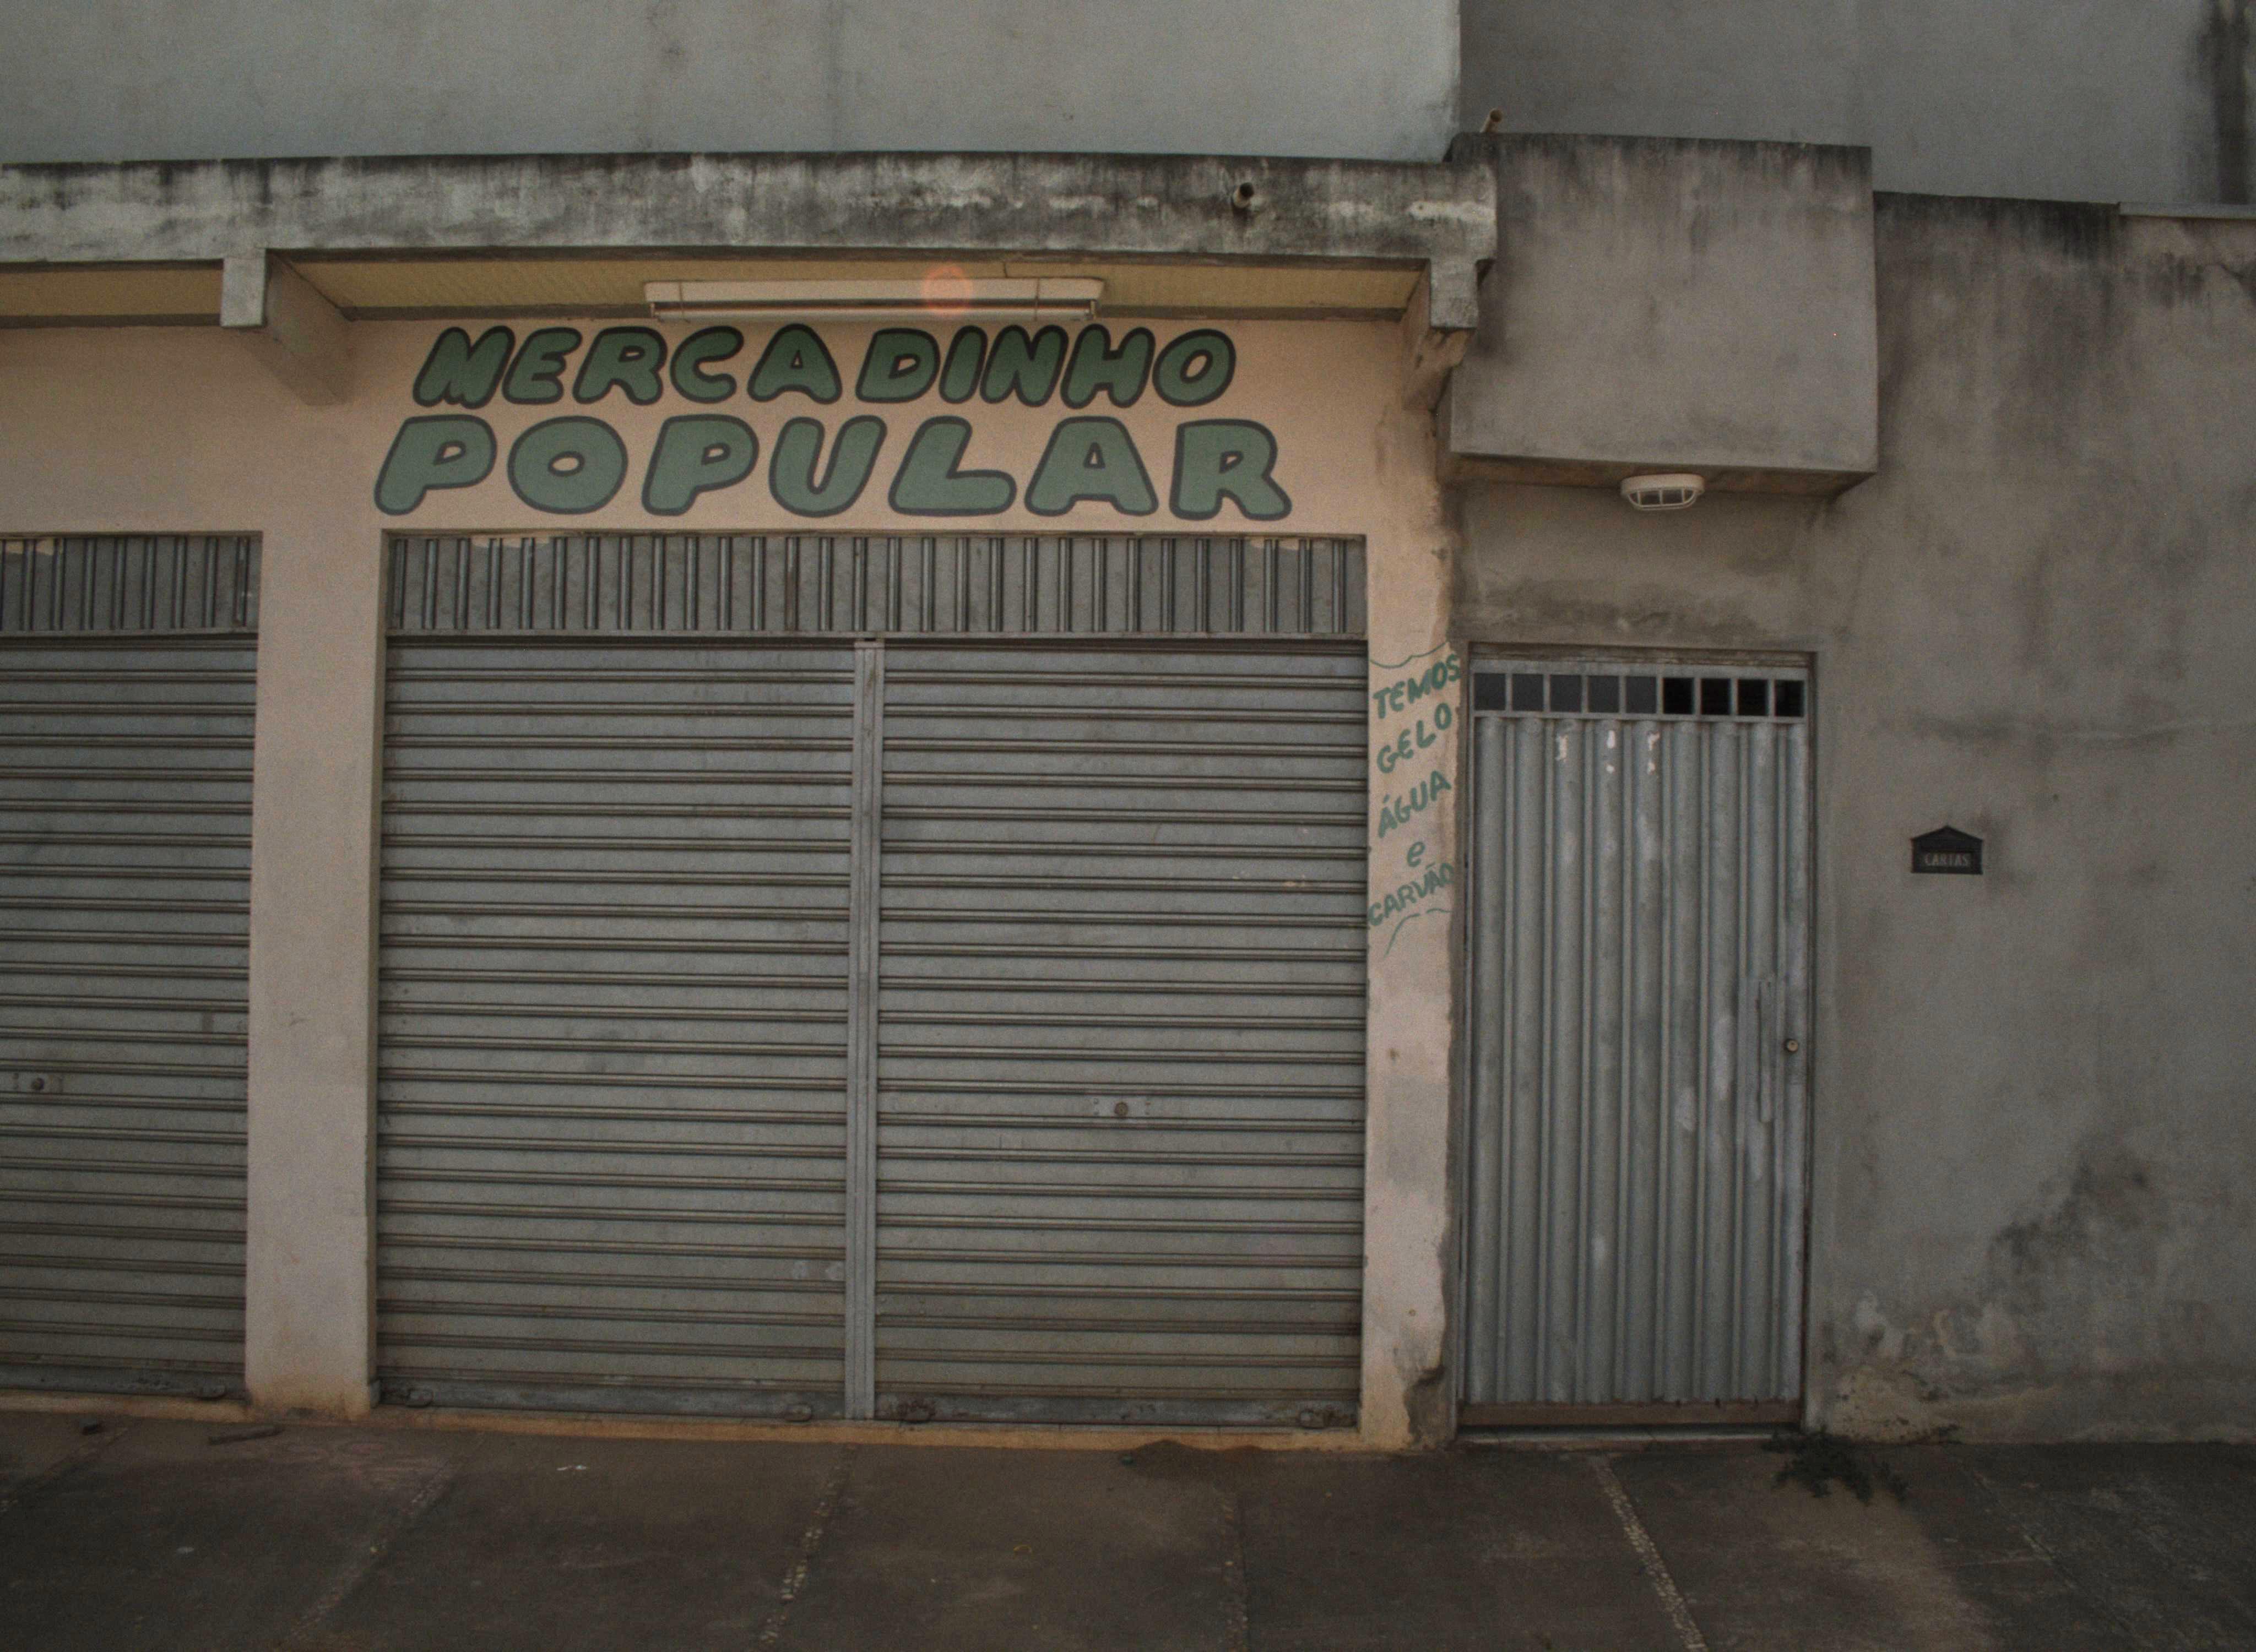 MERCADINHO
POPULAR
TEMOS
GELO
ÁGUA
e
CARVÃO
CARTAS